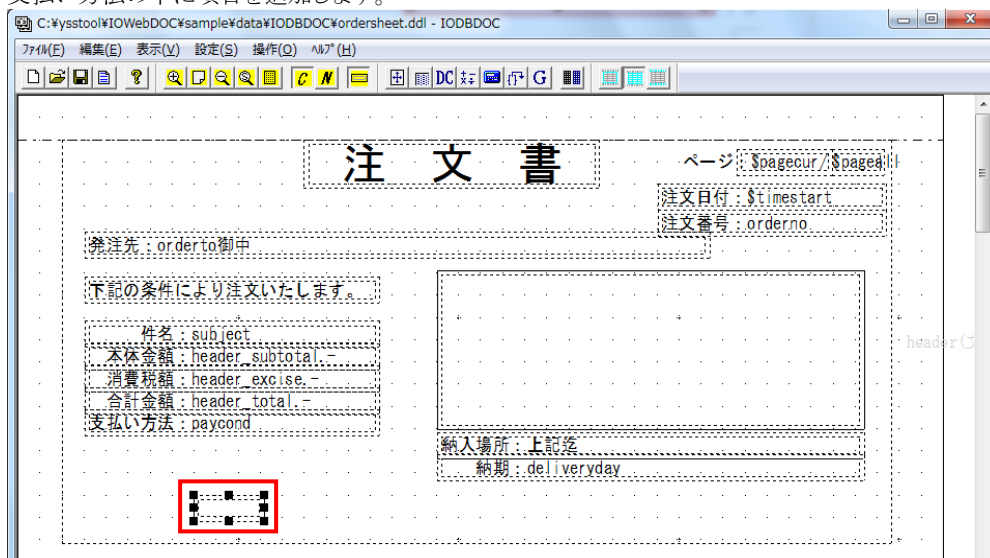 支払い方法の下に項目を追加します。
C:¥ysstool¥IOWebDOC¥sample¥data¥IODBDOC¥ordersheet.ddl - IODBDOC
ファイル(F) 編集(E) 表示(V) 設定(S) 操作(O) ヘルプ(H)
C N DC G
注 文 書
ページ: $pagecur/$pageall
注文日付:$timestart
注文番号:orderno
発注先:orderto御中
下記の条件により注文いたします。
件名:subject
本体金額:header_subtotal.-
消費税額:header_excise.-
合計金額:header_total.-
支払い方法:paycond
納入場所:上記迄
納期:deliveryday
header(